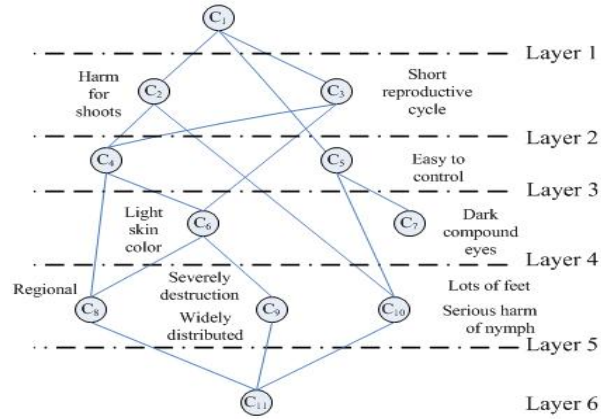 C1
Layer 1
Harm
for
shoots
C2
C3
Short
reproductive
cycle
Layer 2
C4
C5
Easy to
control
Layer 3
Light
skin
color
C6
C7
Dark
compound
eyes
Layer 4
Regional
C8
Severely
destruction
Widely
distributed
C9
C10
Lots of feet
Serious harm
of nymph
Layer 5
C11
Layer 6